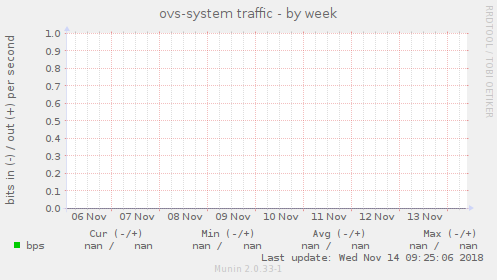 ovs-system traffic - by week
RRDTOOL / TOBI OETIKER
bits in (-) / out (+) per second
1.0
0.9
0.8
0.7
0.6
0.5
0.4
0.3
0.2
0.1
0.0
06 Nov 07 Nov 08 Nov 09 Nov 10 Nov 11 Nov 12 Nov 13 Nov
Cur (-/+) Min (-/+) Avg (-/+) Max (-/+)
bps nan / nan nan / nan nan / nan nan / nan
Last update: Wed Nov 14 09:25:06 2018
Munin 2.0.33-1